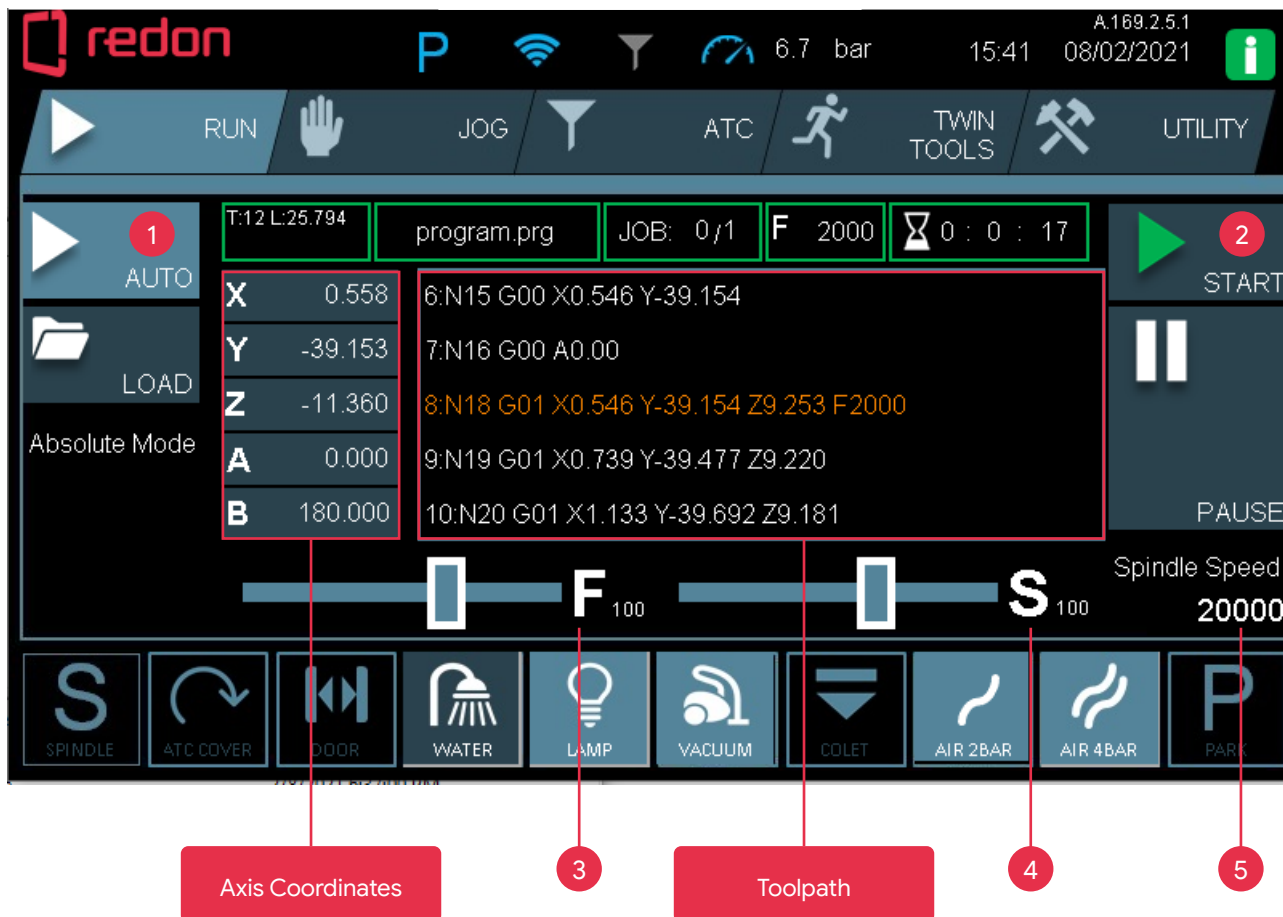 redon
P
6.7 bar
15:41
A.169.2.5.1
08/02/2021
i
RUN
JOG
ATC
TWIN TOOLS
UTILITY
1
AUTO
LOAD
Absolute Mode
T:12 L:25.794
program.prg
JOB: 0/1
F 2000
0 : 0 : 17
X 0.558
Y -39.153
Z -11.360
A 0.000
B 180.000
6:N15 G00 X0.546 Y-39.154
7:N16 G00 A0.00
8:N18 G01 X0.546 Y-39.154 Z9.253 F2000
9:N19 G01 X0.739 Y-39.477 Z9.220
10:N20 G01 X1.133 Y-39.692 Z9.181
2
START
PAUSE
F 100
S 100
Spindle Speed
20000
S
SPINDLE
ATC COVER
DOOR
WATER
LAMP
VACUUM
COLET
AIR 2BAR
AIR 4BAR
P
PARK
Axis Coordinates
3
Toolpath
4
5